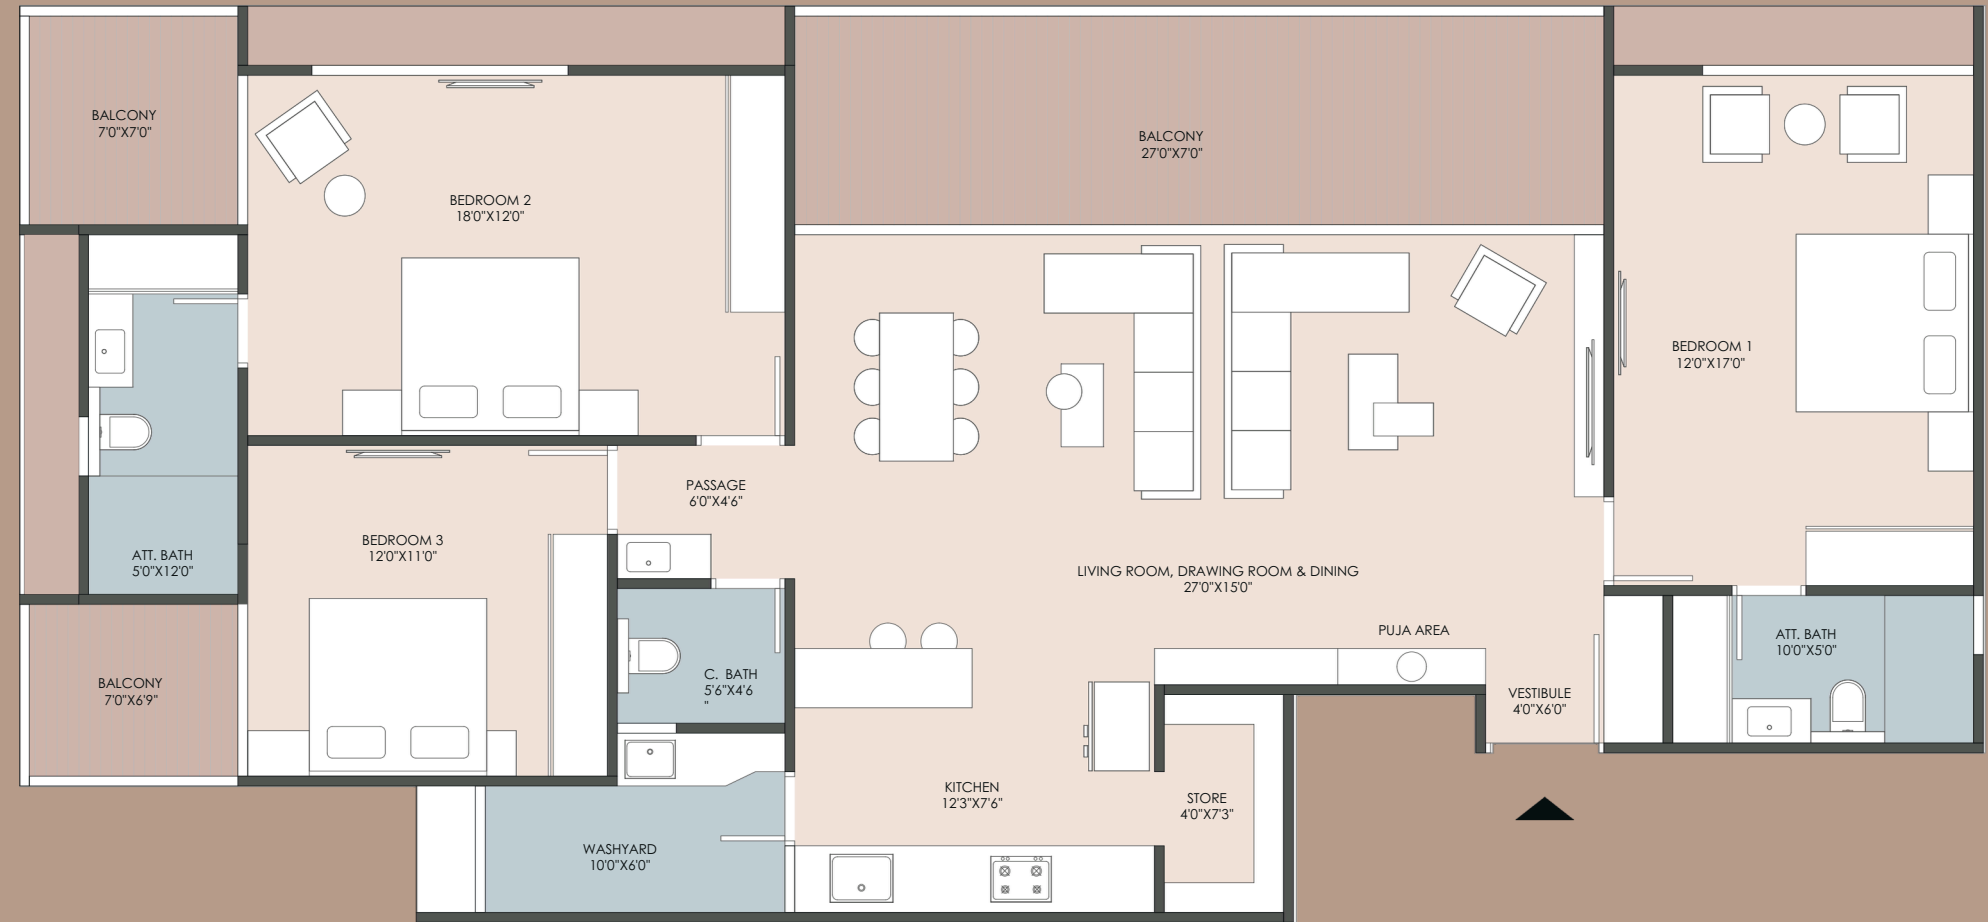 BALCONY
7'0"X7'0"
BALCONY
27'0"X7'0"
BEDROOM 2
18'0"X12'0"
BEDROOM 1
12'0"X17'0"
PASSAGE
6'0"X4'6"
BEDROOM 3
12'0"X11'0"
ATT. BATH
5'0"X12'0"
LIVING ROOM, DRAWING ROOM & DINING
27'0"X15'0"
PUJA AREA
ATT. BATH
10'0"X5'0"
BALCONY
7'0"X6'9"
C. BATH
5'6"X4'6
"
VESTIBULE
4'0"X6'0"
KITCHEN
12'3"X7'6"
STORE
4'0"X7'3"
WASHYARD
10'0"X6'0"